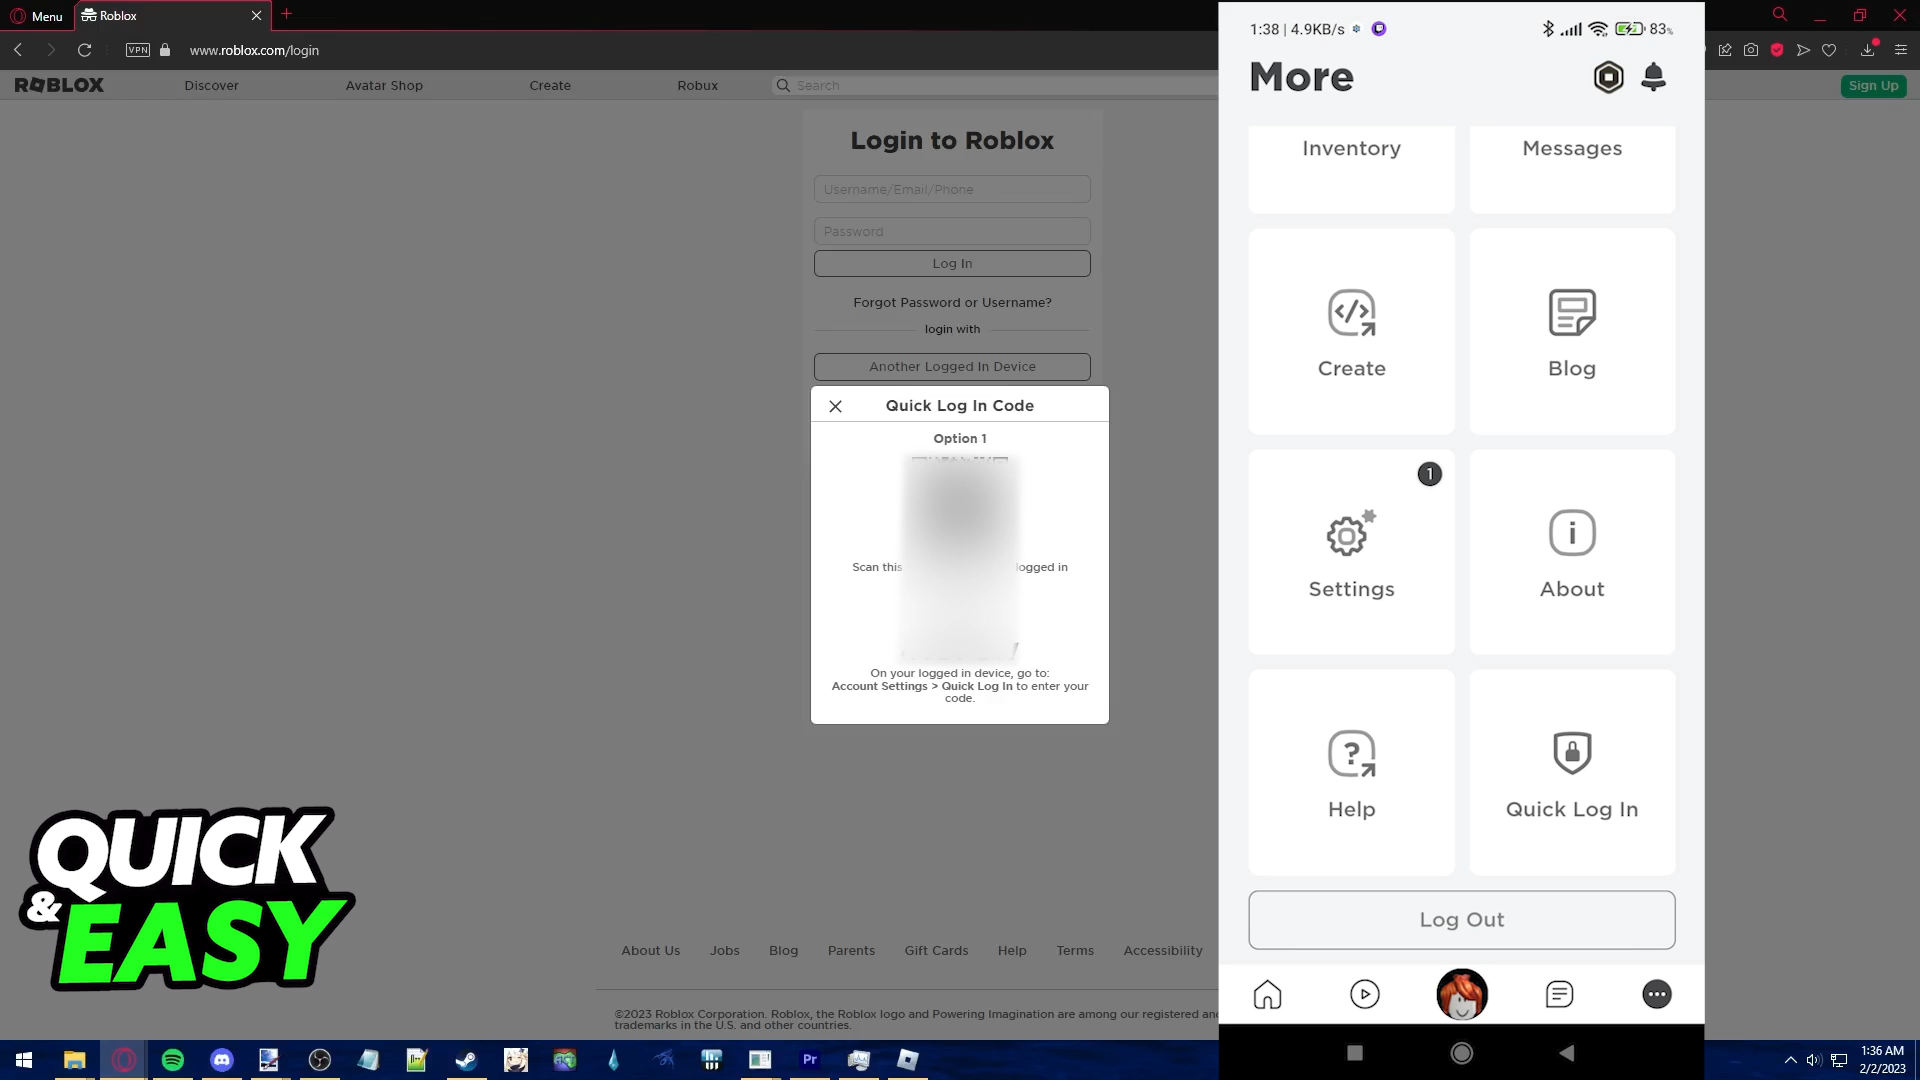 Menu
Roblox
VPN
www.roblox.com/login
ROBLOX
Discover
Avatar Shop
Create
Robux
Search
Sign Up
Login to Roblox
Username/Email/Phone
Password
Log In
Forgot Password or Username?
login with
Another Logged In Device
Quick Log In Code
Option 1
Scan this
logged in
On your logged in device, go to:
Account Settings > Quick Log In to enter your
code.
QUICK
& EASY
About Us
Jobs
Blog
Parents
Gift Cards
Help
Terms
Accessibility
©2023 Roblox Corporation. Roblox, the Roblox logo and Powering Imagination are among our registered and
trademarks in the U.S. and other countries.
1:38 | 4.9KB/s
83%
More
Inventory
Messages
Create
Blog
1
Settings
About
Help
Quick Log In
Log Out
Pr
1:36 AM
2/2/2023